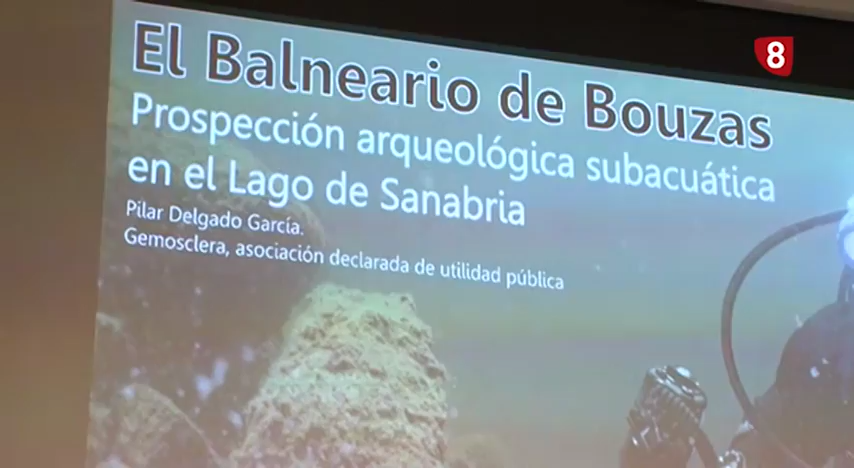 8
El Balneario de Bouzas
Prospección arqueológica subacuática
en el Lago de Sanabria
Pilar Delgado García.
Gemosclera, asociación declarada de utilidad pública